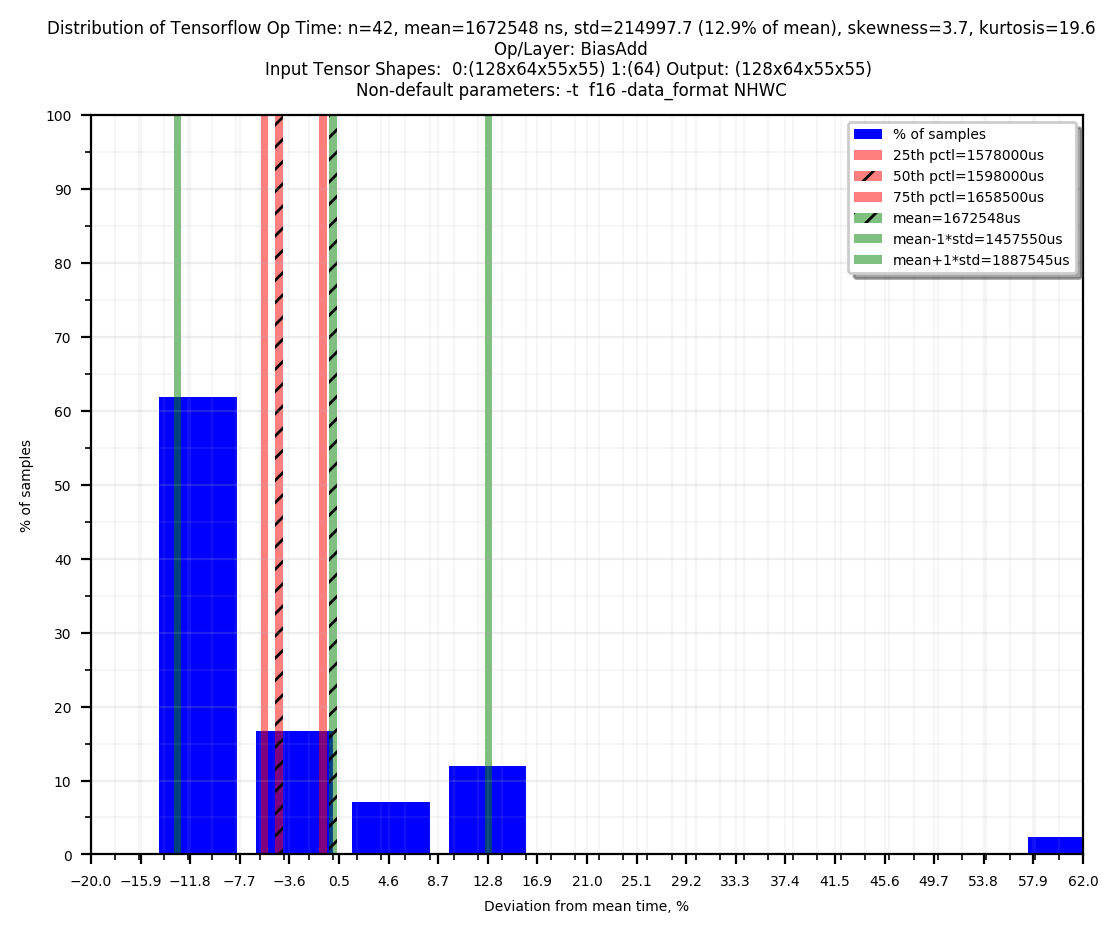 Distribution of Tensorflow Op Time: n=42, mean=1672548 ns, std=214997.7 (12.9% of mean), skewness=3.7, kurtosis=19.6
Op/Layer: BiasAdd
Input Tensor Shapes:  0:(128x64x55x55) 1:(64) Output: (128x64x55x55)
Non-default parameters: -t  f16 -data_format NHWC
% of samples
25th pctl=1578000us
50th pctl=1598000us
75th pctl=1658500us
mean=1672548us
mean-1*std=1457550us
mean+1*std=1887545us
100
90
80
70
60
50
40
30
20
10
0
% of samples
−20.0 −15.9 −11.8 −7.7 −3.6 0.5 4.6 8.7 12.8 16.9 21.0 25.1 29.2 33.3 37.4 41.5 45.6 49.7 53.8 57.9 62.0
Deviation from mean time, %